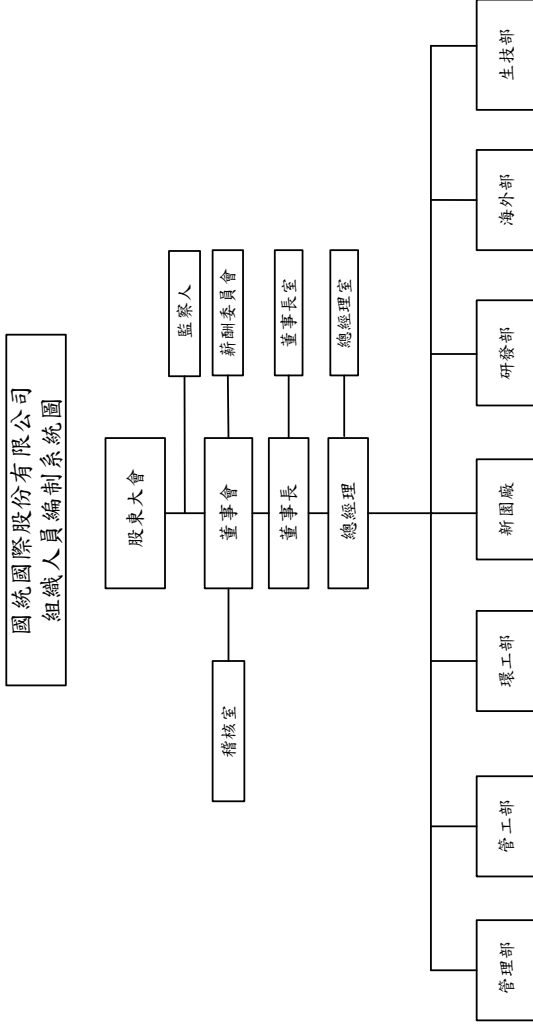 國統國際股份有限公司
組織人員編制系統圖
股東大會
監察人
董事會
薪酬委員會
稽核室
董事長
董事長室
總經理
總經理室
管理部
管工部
環工部
新園廠
研發部
海外部
生技部